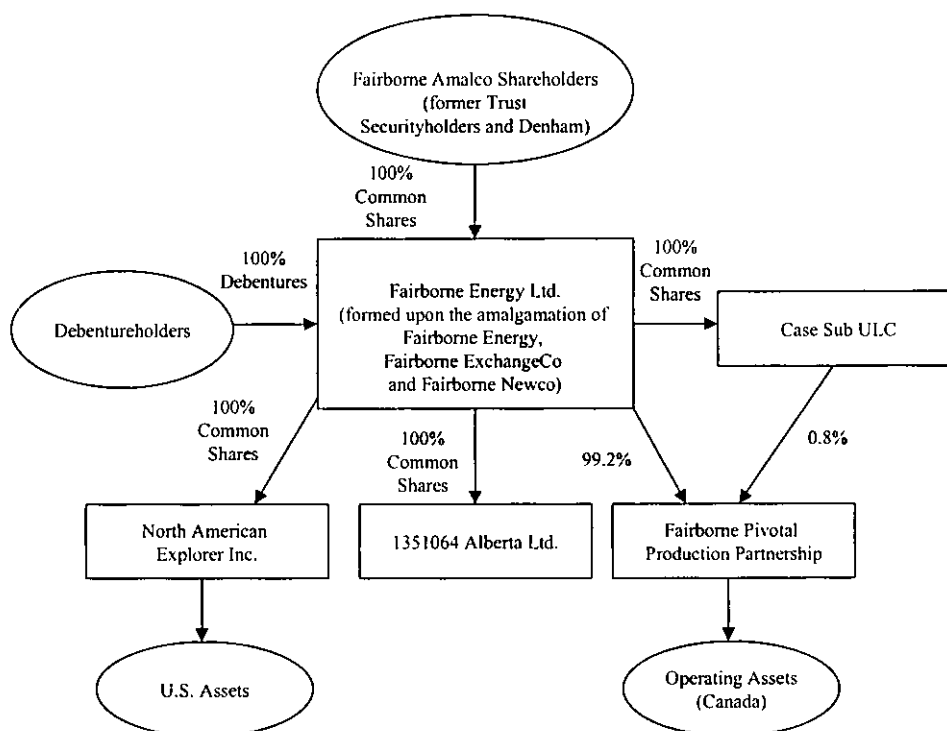 Fairborne Amalco Shareholders
(former Trust
Securityholders and Denham)
100%
Common
Shares
100%
Debentures
100%
Common
Shares
Debentureholders
Fairborne Energy Ltd.
(formed upon the amalgamation of
Fairborne Energy,
Fairborne ExchangeCo
and Fairborne Newco)
Case Sub ULC
100%
Common
Shares
100%
Common
Shares
99.2%
0.8%
North American
Explorer Inc.
1351064 Alberta Ltd.
Fairborne Pivotal
Production Partnership
U.S. Assets
Operating Assets
(Canada)